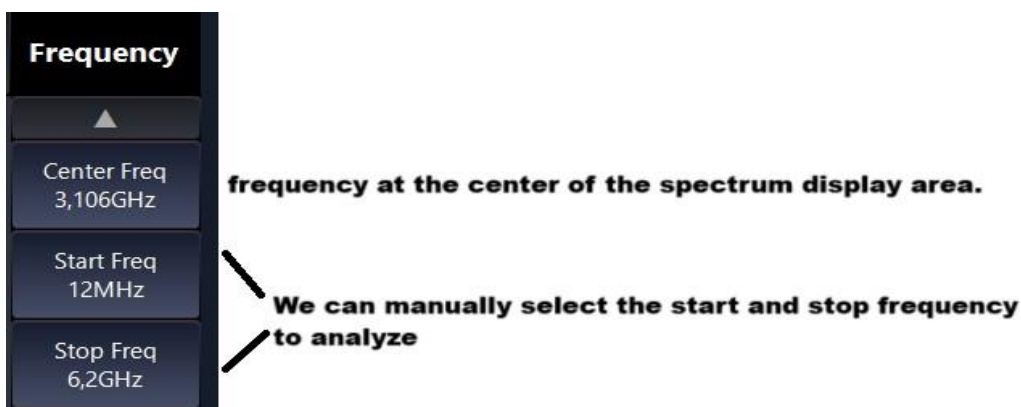 Frequency
Center Freq
3,106GHz
frequency at the center of the spectrum display area.
Start Freq
12MHz
We can manually select the start and stop frequency
to analyze
Stop Freq
6,2GHz